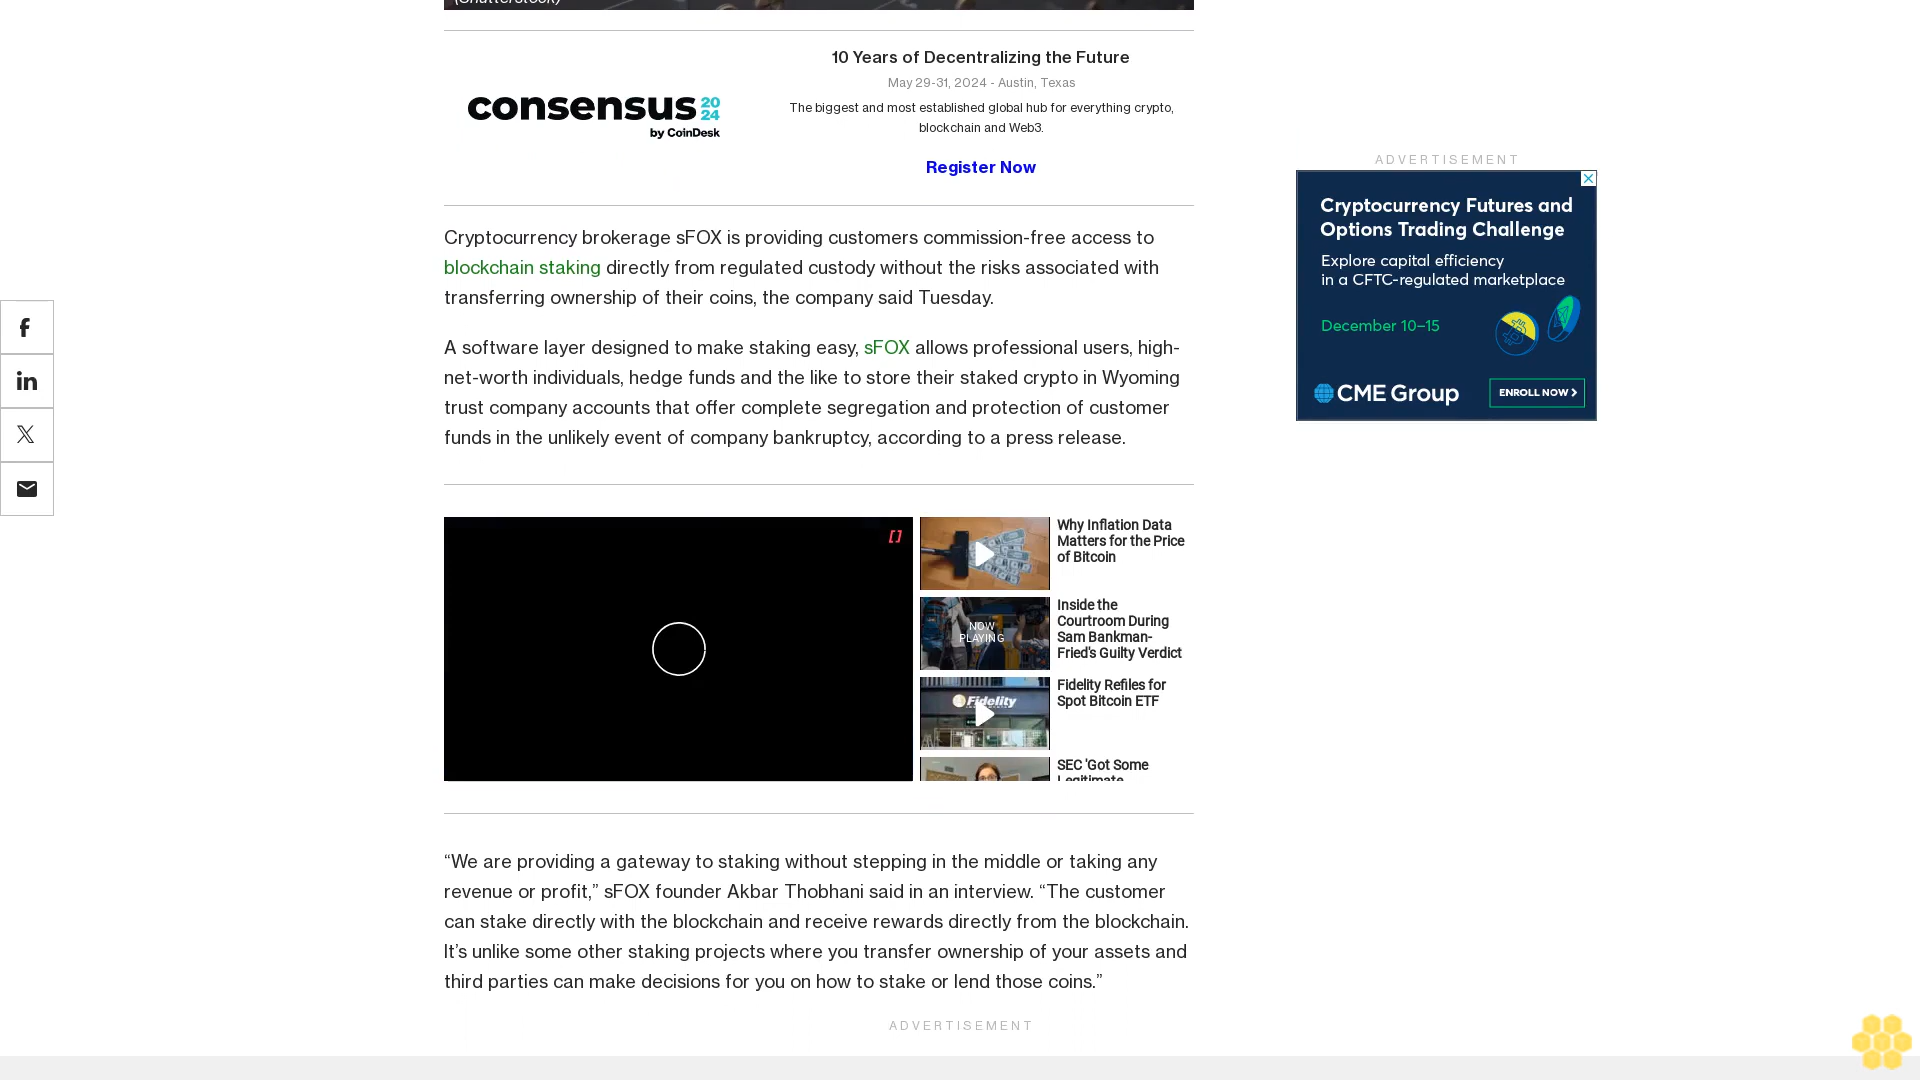 (Shutterstock)
10 Years of Decentralizing the Future
May 29-31, 2024 - Austin, Texas
consensus 2024
by CoinDesk
The biggest and most established global hub for everything crypto,
blockchain and Web3.
Register Now
Cryptocurrency brokerage sFOX is providing customers commission-free access to
blockchain staking directly from regulated custody without the risks associated with
transferring ownership of their coins, the company said Tuesday.
A software layer designed to make staking easy, sFOX allows professional users, high-
net-worth individuals, hedge funds and the like to store their staked crypto in Wyoming
trust company accounts that offer complete segregation and protection of customer
funds in the unlikely event of company bankruptcy, according to a press release.
Why Inflation Data
Matters for the Price
of Bitcoin
NOW
PLAYING
Inside the
Courtroom During
Sam Bankman-
Fried's Guilty Verdict
Fidelity
Fidelity Refiles for
Spot Bitcoin ETF
SEC 'Got Some
Legitimate
“We are providing a gateway to staking without stepping in the middle or taking any
revenue or profit,” sFOX founder Akbar Thobhani said in an interview. “The customer
can stake directly with the blockchain and receive rewards directly from the blockchain.
It’s unlike some other staking projects where you transfer ownership of your assets and
third parties can make decisions for you on how to stake or lend those coins.”
ADVERTISEMENT
ADVERTISEMENT
Cryptocurrency Futures and
Options Trading Challenge
Explore capital efficiency
in a CFTC-regulated marketplace
December 10–15
CME Group
ENROLL NOW